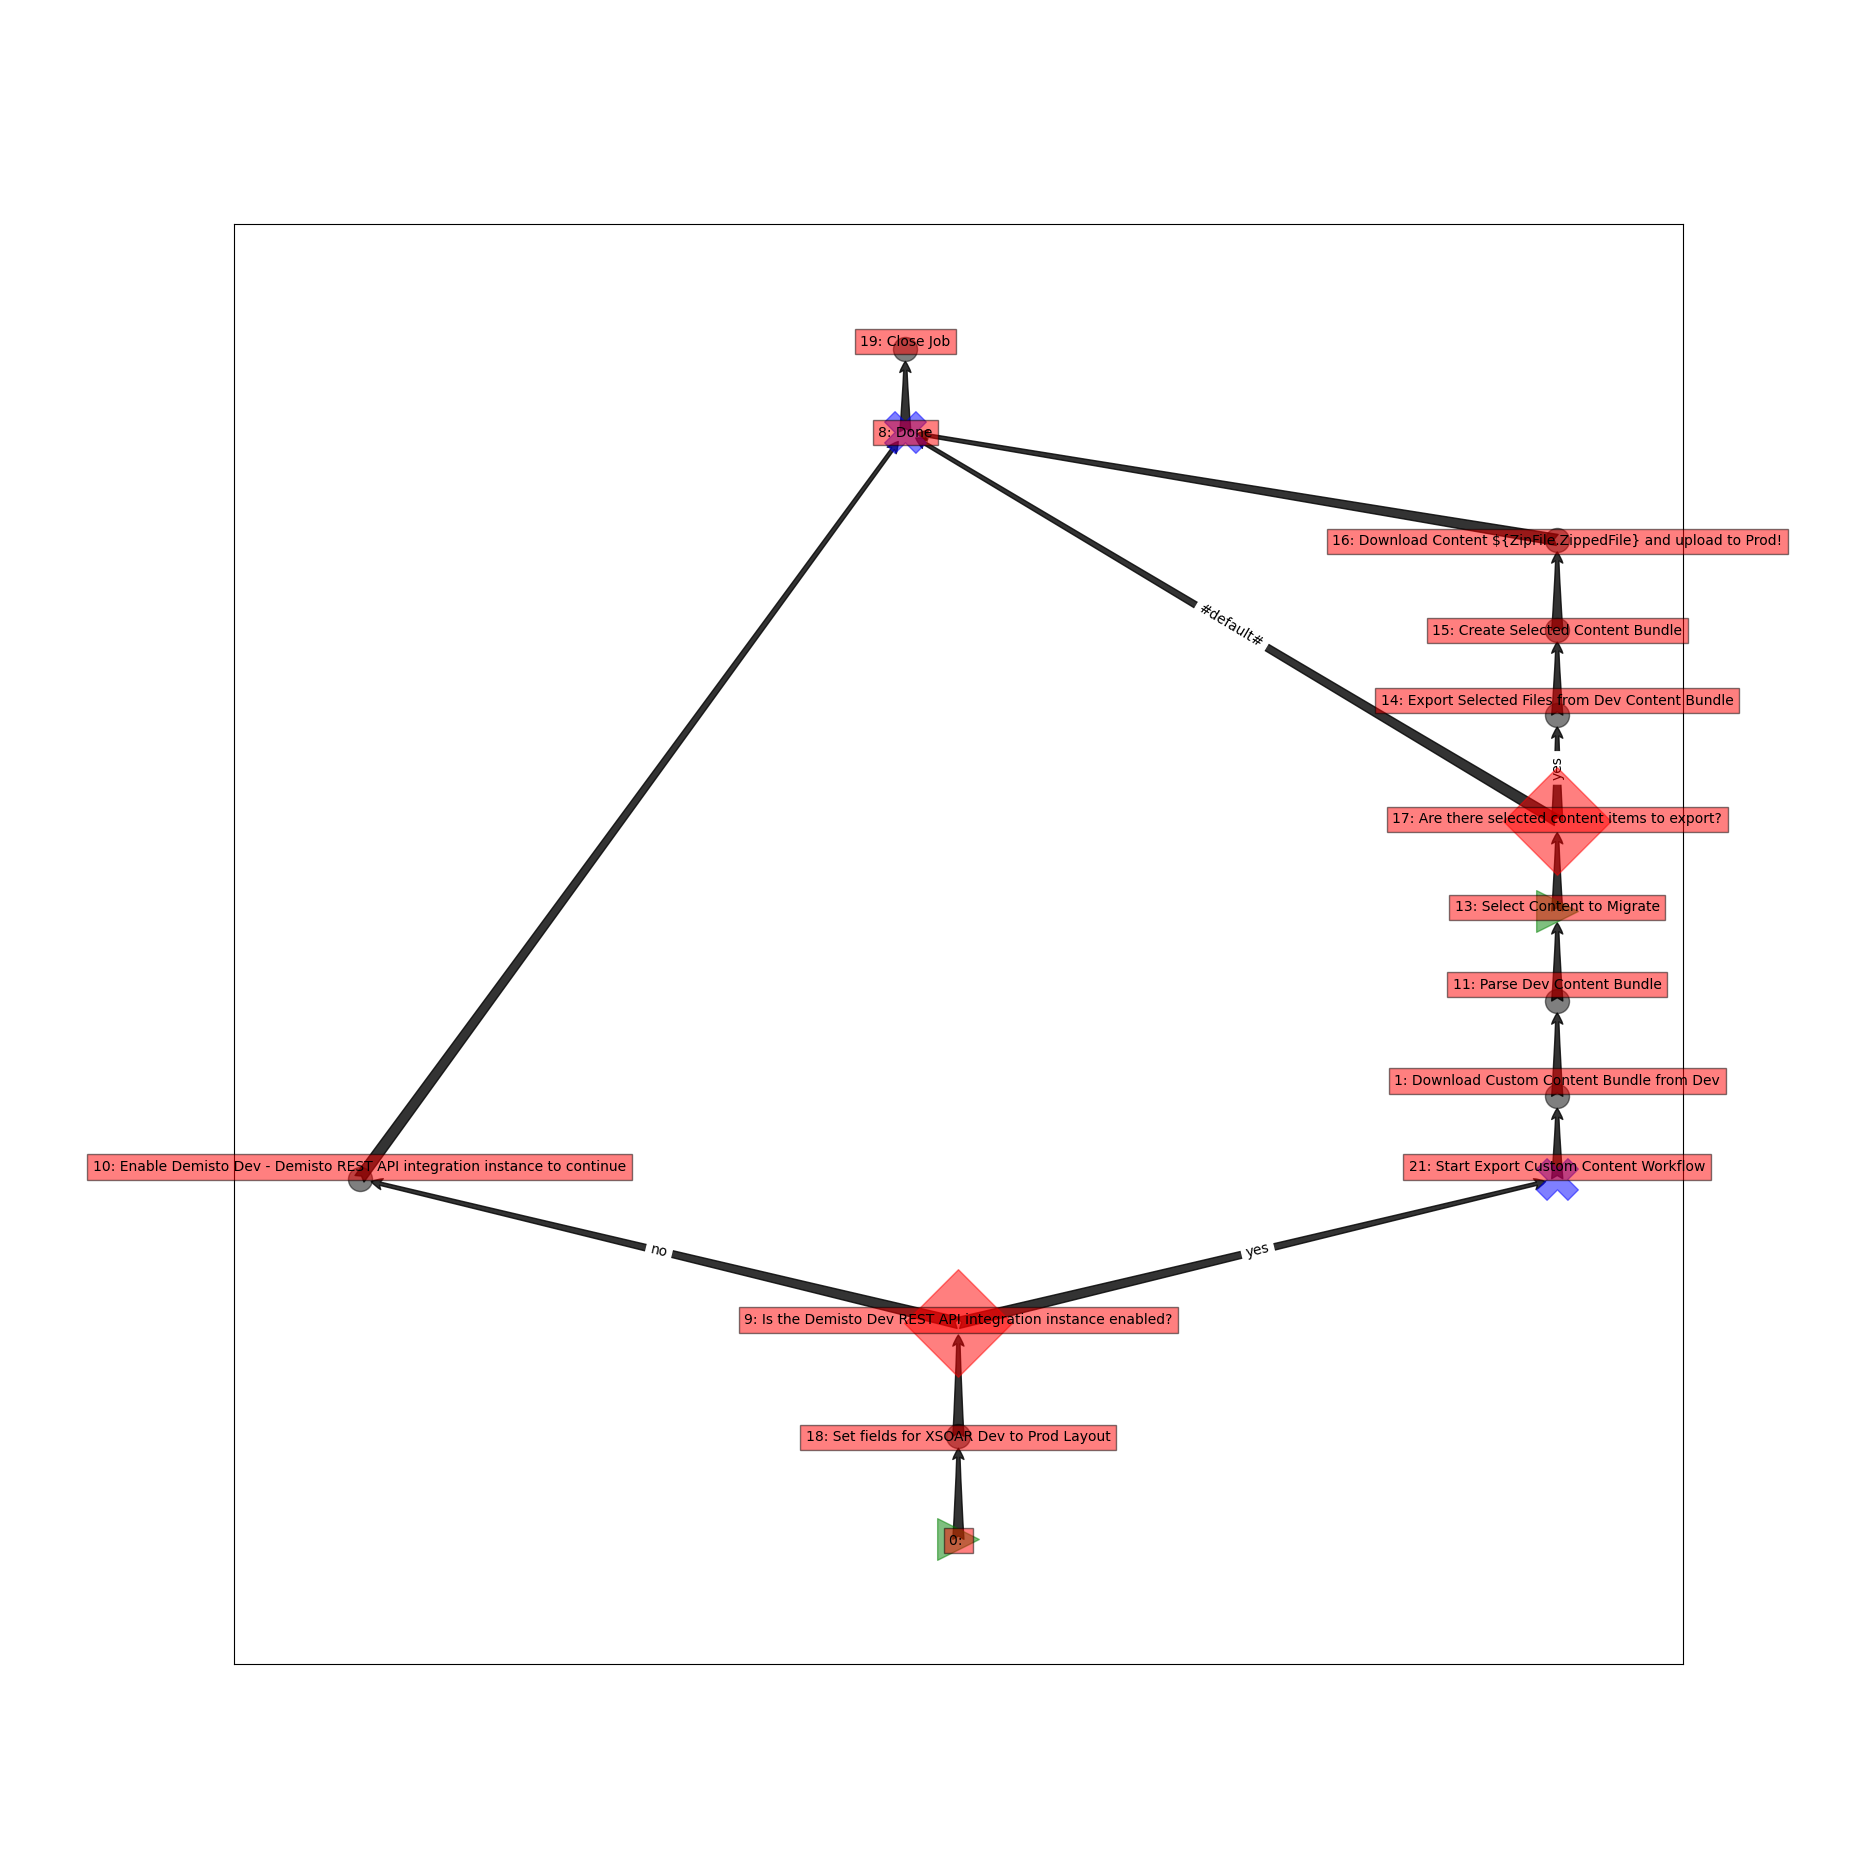 19: Close Job
8: Done
16: Download Content ${ZipFile.ZippedFile} and upload to Prod!
#default#
15: Create Selected Content Bundle
14: Export Selected Files from Dev Content Bundle
yes
17: Are there selected content items to export?
13: Select Content to Migrate
11: Parse Dev Content Bundle
1: Download Custom Content Bundle from Dev
10: Enable Demisto Dev - Demisto REST API integration instance to continue
21: Start Export Custom Content Workflow
no
yes
9: Is the Demisto Dev REST API integration instance enabled?
18: Set fields for XSOAR Dev to Prod Layout
0: